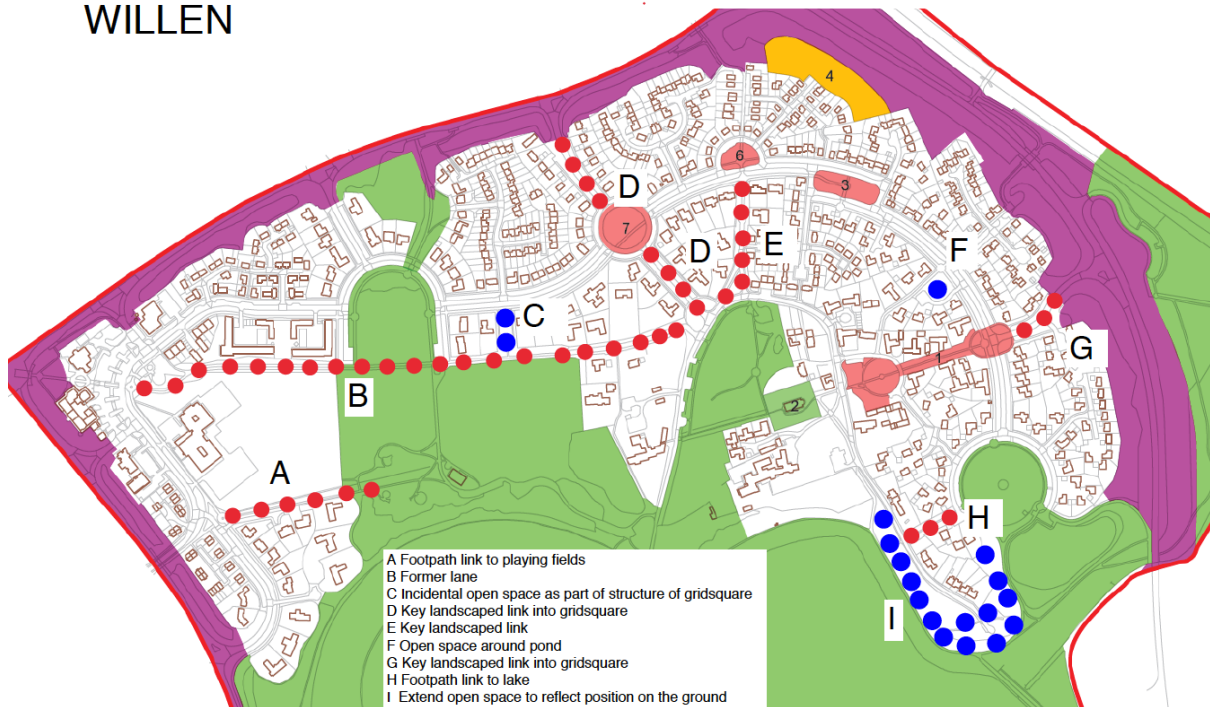 WILLEN
4
6
3
D
7
D
E
F
C
G
1
B
2
A
H
I
A Footpath link to playing fields
B Former lane
C Incidental open space as part of structure of gridsquare
D Key landscaped link into gridsquare
E Key landscaped link
F Open space around pond
G Key landscaped link into gridsquare
H Footpath link to lake
I Extend open space to reflect position on the ground